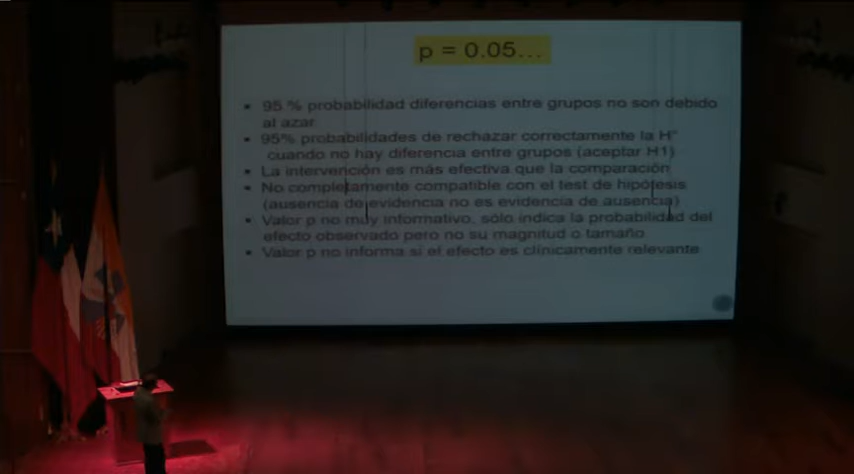 p = 0.05...
▪ 95 % probabilidad diferencias entre grupos no son debido
al azar
▪ 95% probabilidades de rechazar correctamente la H°
cuando no hay diferencia entre grupos (aceptar H1)
▪ La intervención es más efectiva que la comparación
▪ No completamente compatible con el test de hipótesis
(ausencia de evidencia no es evidencia de ausencia)
▪ Valor p no muy informativo, sólo indica la probabilidad del
efecto observado pero no su magnitud o tamaño
▪ Valor p no informa si el efecto es clínicamente relevante